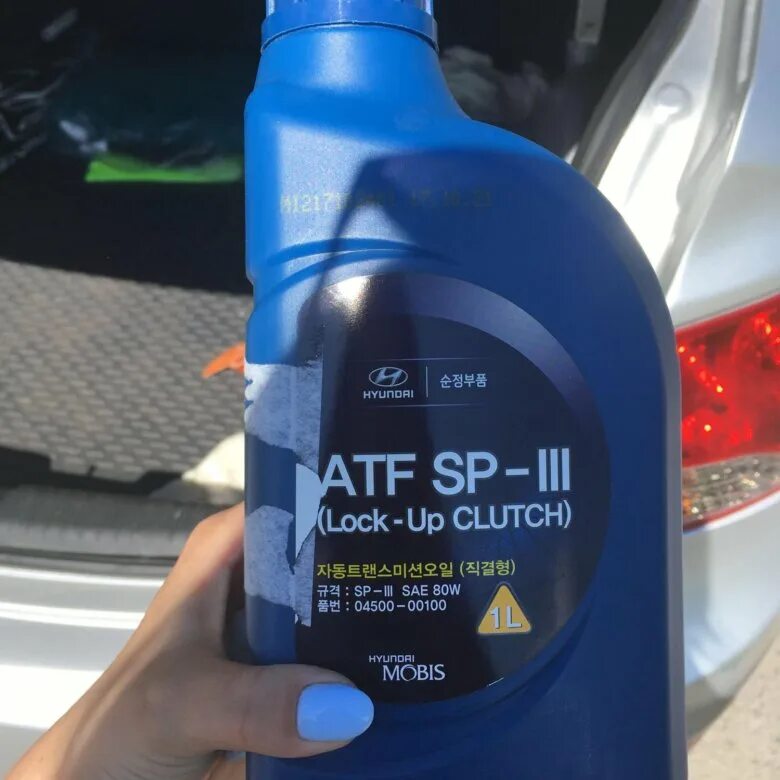 HYUNDAI 순정부품
ATF SP-III
(Lock-Up CLUTCH)
자동트랜스미션오일 (직결형)
규격 : SP-III SAE 80W
품번 : 04500-00100
1L
HYUNDAI
MOBIS